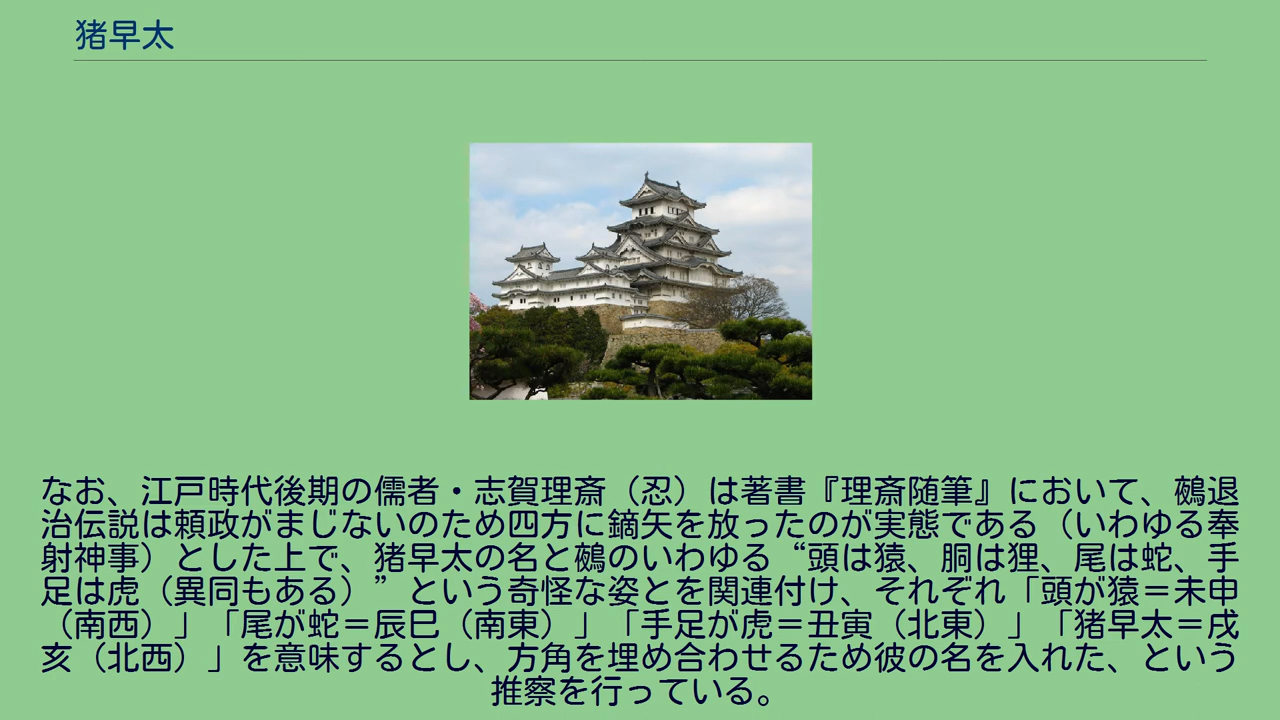 猪早太
なお、江戸時代後期の儒者・志賀理斎（忍）は著書『理斎随筆』において、鵺退
治伝説は頼政がまじないのため四方に鏑矢を放ったのが実態である（いわゆる奉
射神事）とした上で、猪早太の名と鵺のいわゆる“頭は猿、胴は狸、尾は蛇、手
足は虎（異同もある）”という奇怪な姿とを関連付け、それぞれ「頭が猿＝未申
（南西）」「尾が蛇＝辰巳（南東）」「手足が虎＝丑寅（北東）」「猪早太＝戌
亥（北西）」を意味するとし、方角を埋め合わせるため彼の名を入れた、という
推察を行っている。